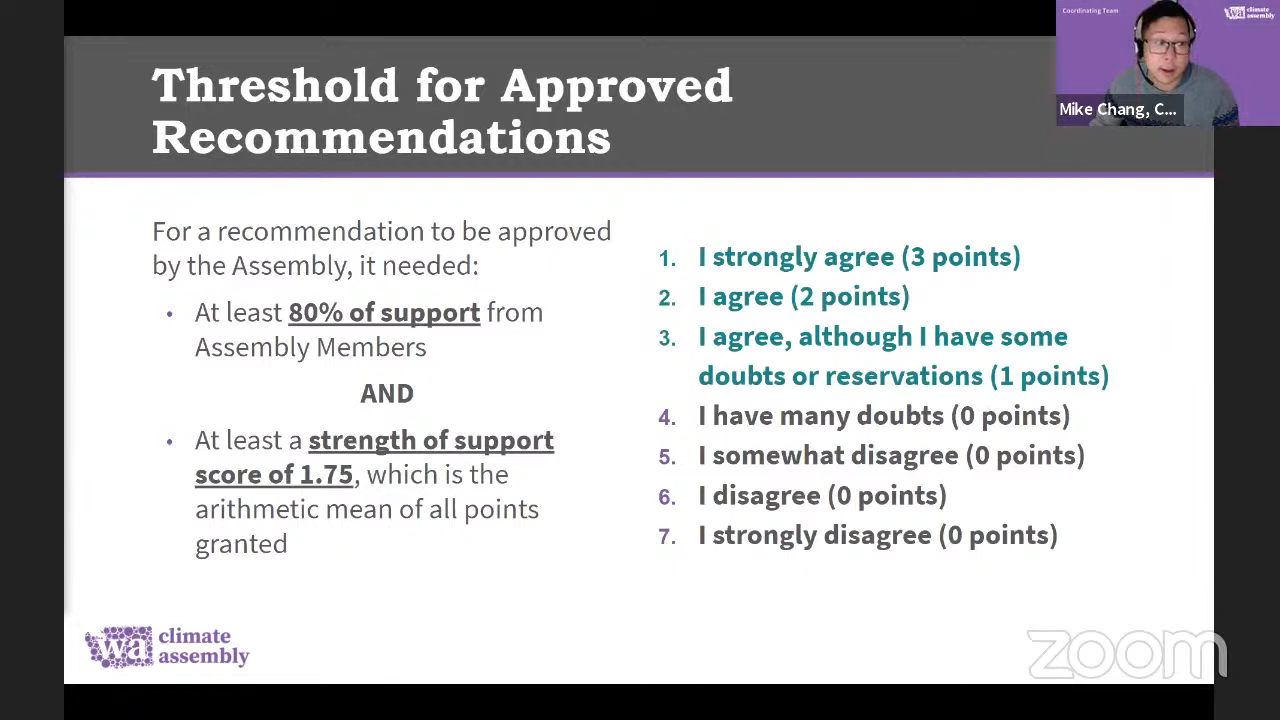 Threshold for Approved
Recommendations
For a recommendation to be approved
by the Assembly, it needed:
• At least 80% of support from
Assembly Members
AND
• At least a strength of support
score of 1.75, which is the
arithmetic mean of all points
granted
1. I strongly agree (3 points)
2. I agree (2 points)
3. I agree, although I have some
doubts or reservations (1 points)
4. I have many doubts (0 points)
5. I somewhat disagree (0 points)
6. I disagree (0 points)
7. I strongly disagree (0 points)
wa climate
assembly
zoom
Coordinating Team
wa climate
assembly
Mike Chang, C...